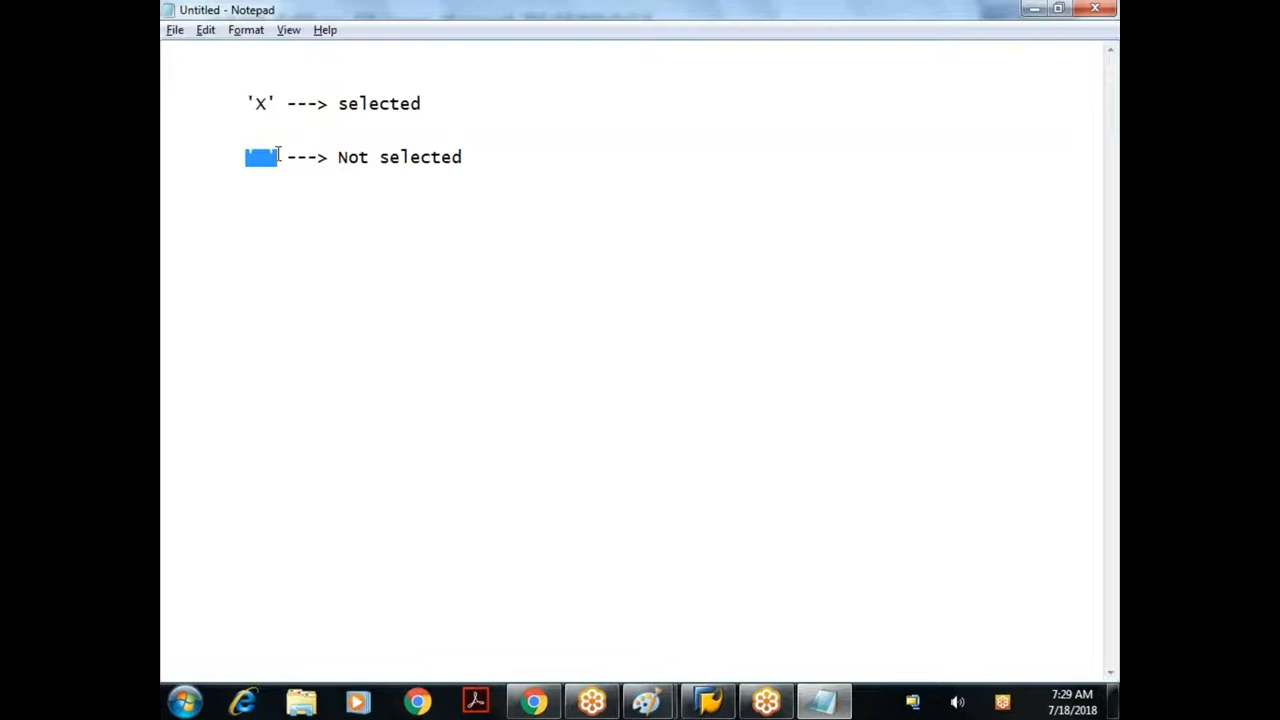 Untitled - Notepad
File Edit Format View Help
'X' ---> selected
' ' ---> Not selected
7:29 AM
7/18/2018